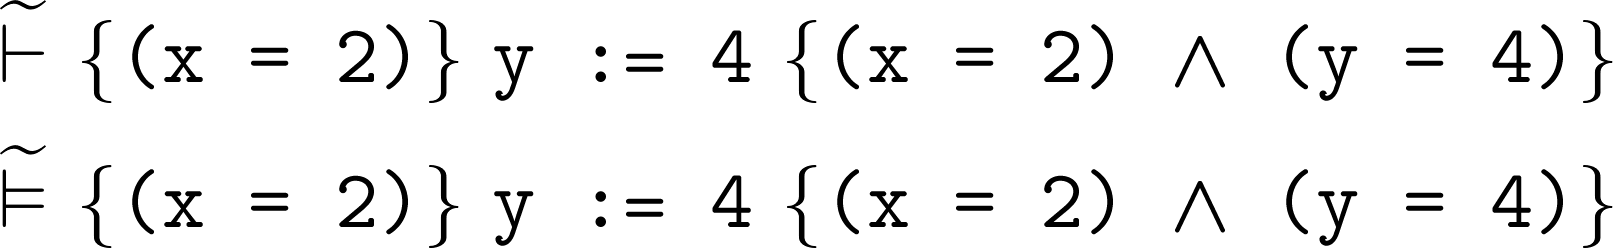 ⊢̃ {(x = 2)} y := 4 {(x = 2) ∧ (y = 4)}
⊨̃ {(x = 2)} y := 4 {(x = 2) ∧ (y = 4)}